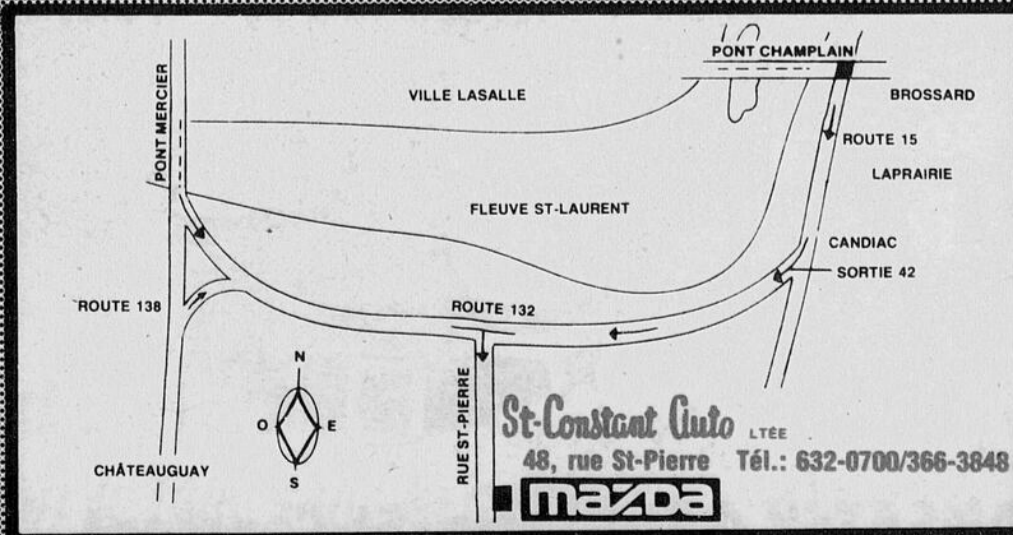 PONT CHAMPLAIN
PONT MERCIER
VILLE LASALLE
BROSSARD
ROUTE 15
LAPRAIRIE
FLEUVE ST-LAURENT
CANDIAC
SORTIE 42
ROUTE 138
ROUTE 132
N
O E
S
RUE ST-PIERRE
CHÂTEAUGUAY
St-Constant Auto LTÉE
48, rue St-Pierre Tél.: 632-0700/366-3848
mazda